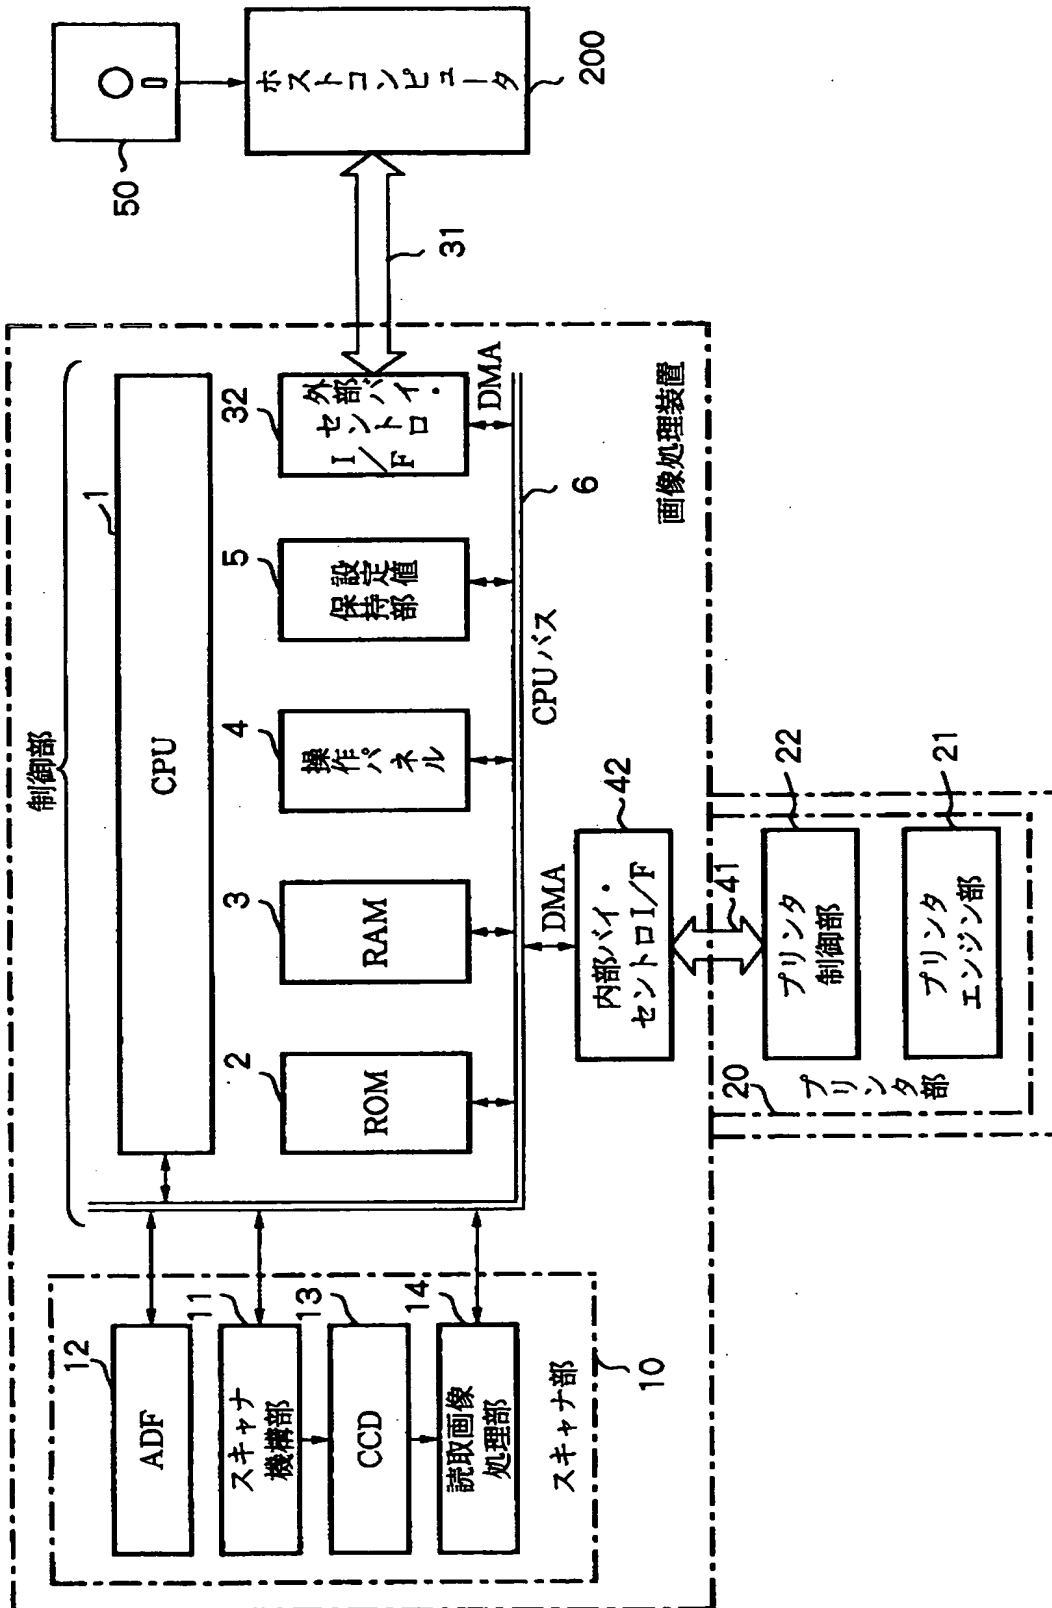 制御部
1
CPU
2
ROM
3
RAM
4
操作
パネル
5
設定値
保持部
32
外部バイ・
セントロ
I/F
DMA
6
CPUバス
31
50
ホストコンピュータ
200
12
ADF
11
スキャナ
機構部
13
CCD
14
読取画像
処理部
スキャナ部
10
DMA
42
内部バイ・
セントロI/F
画像処理装置
41
22
プリンタ
制御部
21
プリンタ
エンジン部
20
プリンタ部